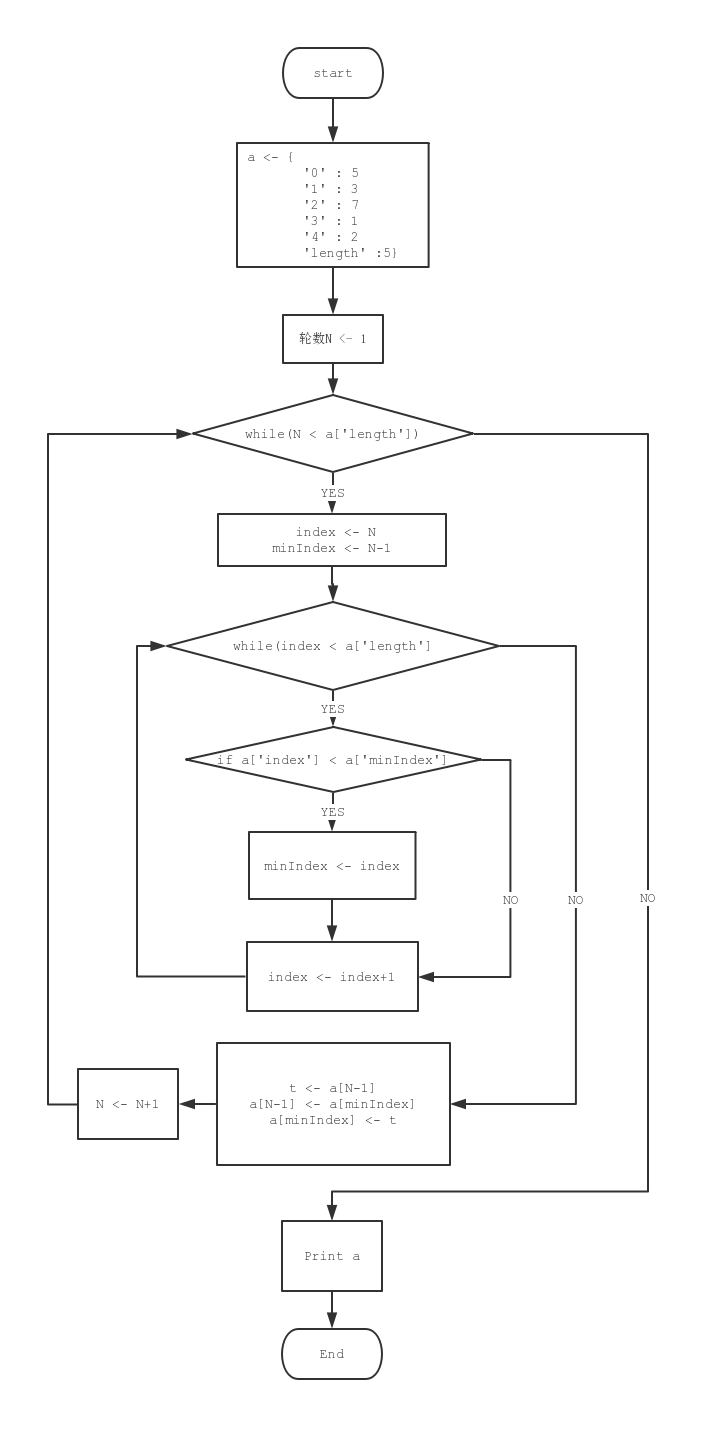 start
a <- {
'0' : 5
'1' : 3
'2' : 7
'3' : 1
'4' : 2
'length' :5}
轮数N <- 1
while(N < a['length'])
YES
index <- N
minIndex <- N-1
while(index < a['length']
YES
if a['index'] < a['minIndex']
YES
minIndex <- index
NO
NO
NO
index <- index+1
t <- a[N-1]
a[N-1] <- a[minIndex]
a[minIndex] <- t
N <- N+1
Print a
End